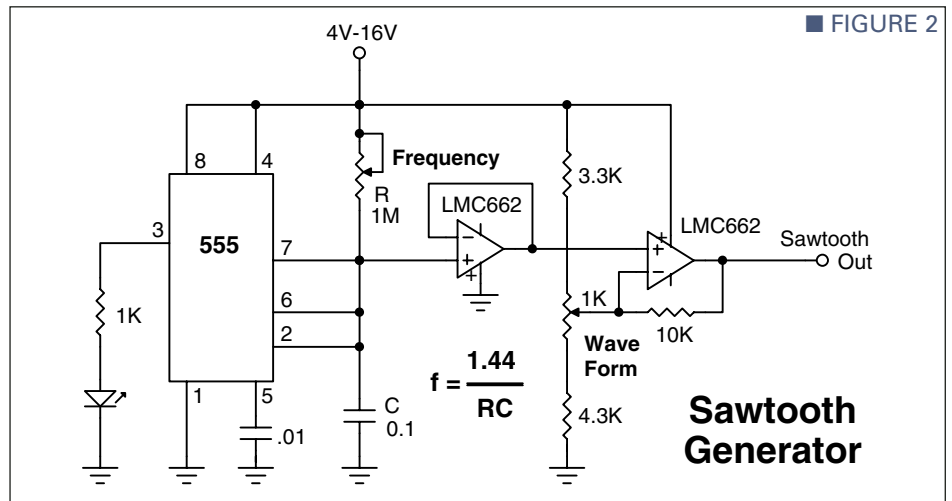 ■ FIGURE 2
4V-16V
8
4
Frequency
R
1M
3.3K
LMC662
LMC662
3
555
7
Sawtooth
Out
-
+
+
+
-
+
1K
6
1K
10K
2
Wave
Form
f = 1.44
RC
1
5
C
0.1
.01
4.3K
Sawtooth
Generator